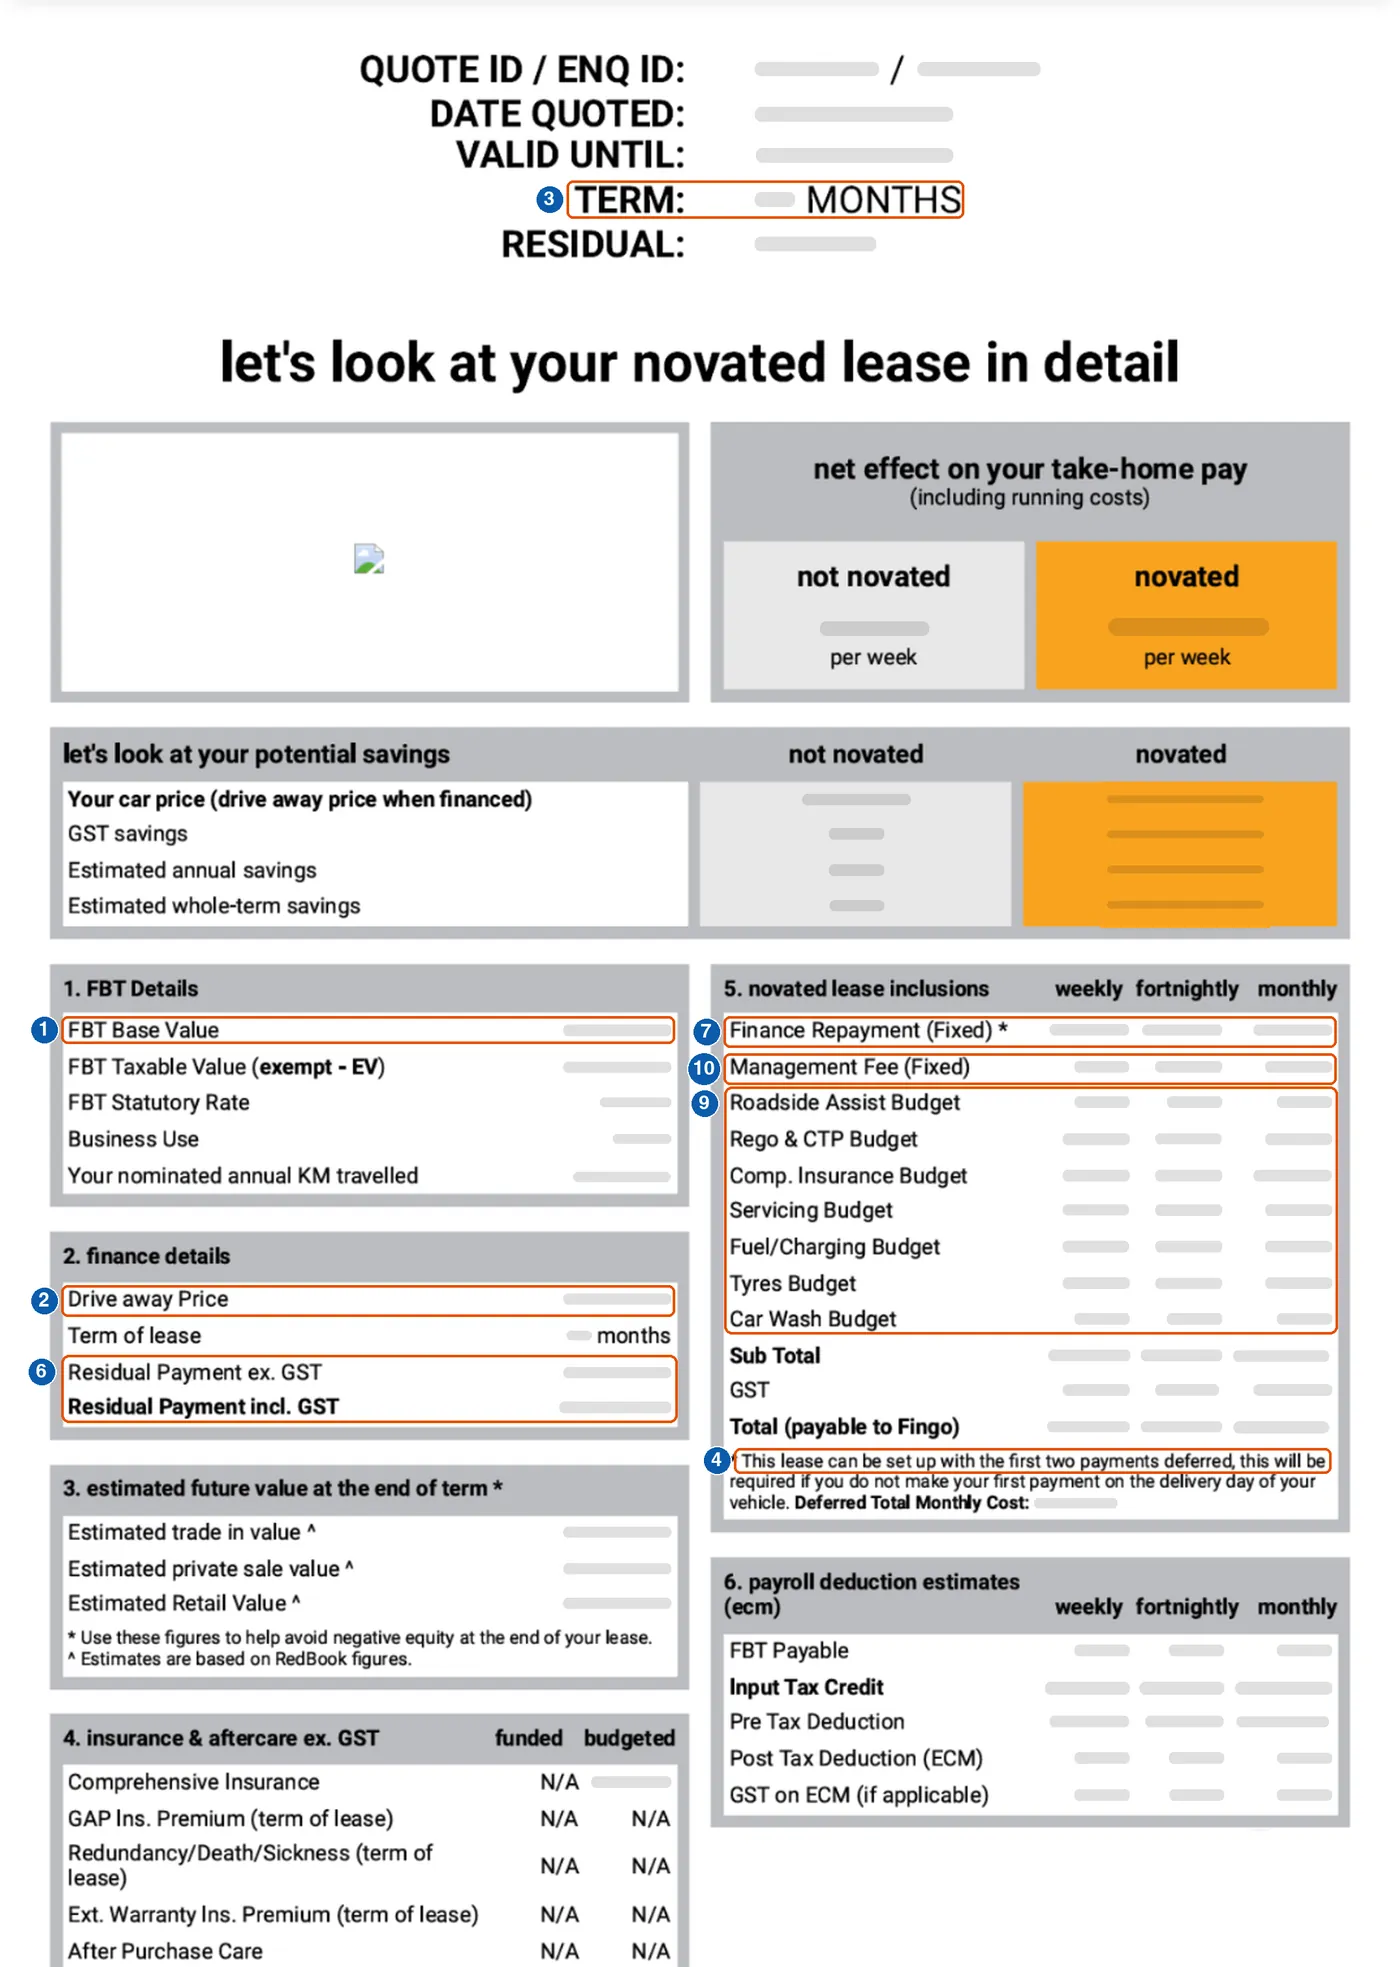 QUOTE ID / ENQ ID: /
DATE QUOTED:
VALID UNTIL:
3 TERM: MONTHS
RESIDUAL:
let's look at your novated lease in detail
net effect on your take-home pay
(including running costs)
not novated
per week
novated
per week
let's look at your potential savings not novated novated
Your car price (drive away price when financed)
GST savings
Estimated annual savings
Estimated whole-term savings
1. FBT Details
1 FBT Base Value
FBT Taxable Value (exempt - EV)
FBT Statutory Rate
Business Use
Your nominated annual KM travelled
2. finance details
2 Drive away Price
Term of lease months
6 Residual Payment ex. GST
Residual Payment incl. GST
3. estimated future value at the end of term *
Estimated trade in value ^
Estimated private sale value ^
Estimated Retail Value ^
* Use these figures to help avoid negative equity at the end of your lease.
^ Estimates are based on RedBook figures.
4. insurance & aftercare ex. GST funded budgeted
Comprehensive Insurance N/A
GAP Ins. Premium (term of lease) N/A N/A
Redundancy/Death/Sickness (term of
lease) N/A N/A
Ext. Warranty Ins. Premium (term of lease) N/A N/A
After Purchase Care N/A N/A
5. novated lease inclusions weekly fortnightly monthly
7 Finance Repayment (Fixed) *
10 Management Fee (Fixed)
9 Roadside Assist Budget
Rego & CTP Budget
Comp. Insurance Budget
Servicing Budget
Fuel/Charging Budget
Tyres Budget
Car Wash Budget
Sub Total
GST
Total (payable to Fingo)
4 * This lease can be set up with the first two payments deferred, this will be
required if you do not make your first payment on the delivery day of your
vehicle. Deferred Total Monthly Cost:
6. payroll deduction estimates
(ecm) weekly fortnightly monthly
FBT Payable
Input Tax Credit
Pre Tax Deduction
Post Tax Deduction (ECM)
GST on ECM (if applicable)